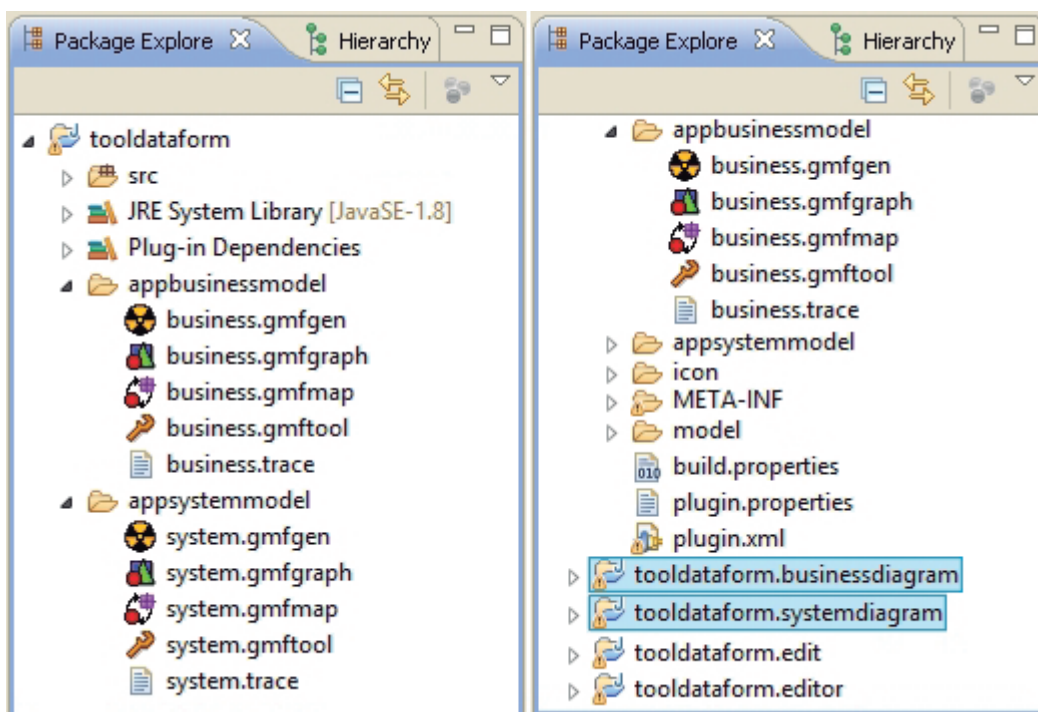 Package Explore
Hierarchy
tooldataform
src
JRE System Library [JavaSE-1.8]
Plug-in Dependencies
appbusinessmodel
business.gmfgen
business.gmfgraph
business.gmfmap
business.gmftool
business.trace
appsystemmodel
system.gmfgen
system.gmfgraph
system.gmfmap
system.gmftool
system.trace
Package Explore
Hierarchy
appbusinessmodel
business.gmfgen
business.gmfgraph
business.gmfmap
business.gmftool
business.trace
appsystemmodel
icon
META-INF
model
build.properties
plugin.properties
plugin.xml
tooldataform.businessdiagram
tooldataform.systemdiagram
tooldataform.edit
tooldataform.editor